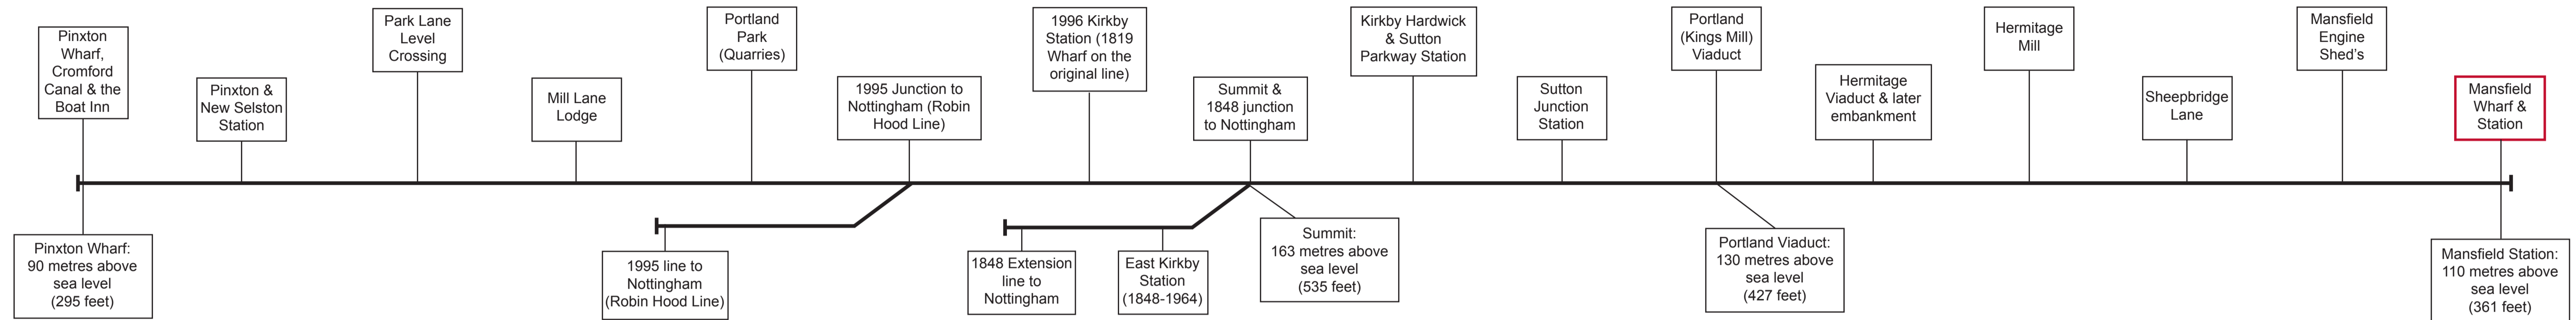 Pinxton
Wharf,
Cromford
Canal & the
Boat Inn
Pinxton &
New Selston
Station
Park Lane
Level
Crossing
Mill Lane
Lodge
Portland
Park
(Quarries)
1995 Junction to
Nottingham (Robin
Hood Line)
1996 Kirkby
Station (1819
Wharf on the
original line)
Summit &
1848 junction
to Nottingham
Kirkby Hardwick
& Sutton
Parkway Station
Sutton
Junction
Station
Portland
(Kings Mill)
Viaduct
Hermitage
Viaduct & later
embankment
Hermitage
Mill
Sheepbridge
Lane
Mansfield
Engine
Shed's
Mansfield
Wharf &
Station
Pinxton Wharf:
90 metres above
sea level
(295 feet)
1995 line to
Nottingham
(Robin Hood Line)
1848 Extension
line to
Nottingham
East Kirkby
Station
(1848-1964)
Summit:
163 metres above
sea level
(535 feet)
Portland Viaduct:
130 metres above
sea level
(427 feet)
Mansfield Station:
110 metres above
sea level
(361 feet)